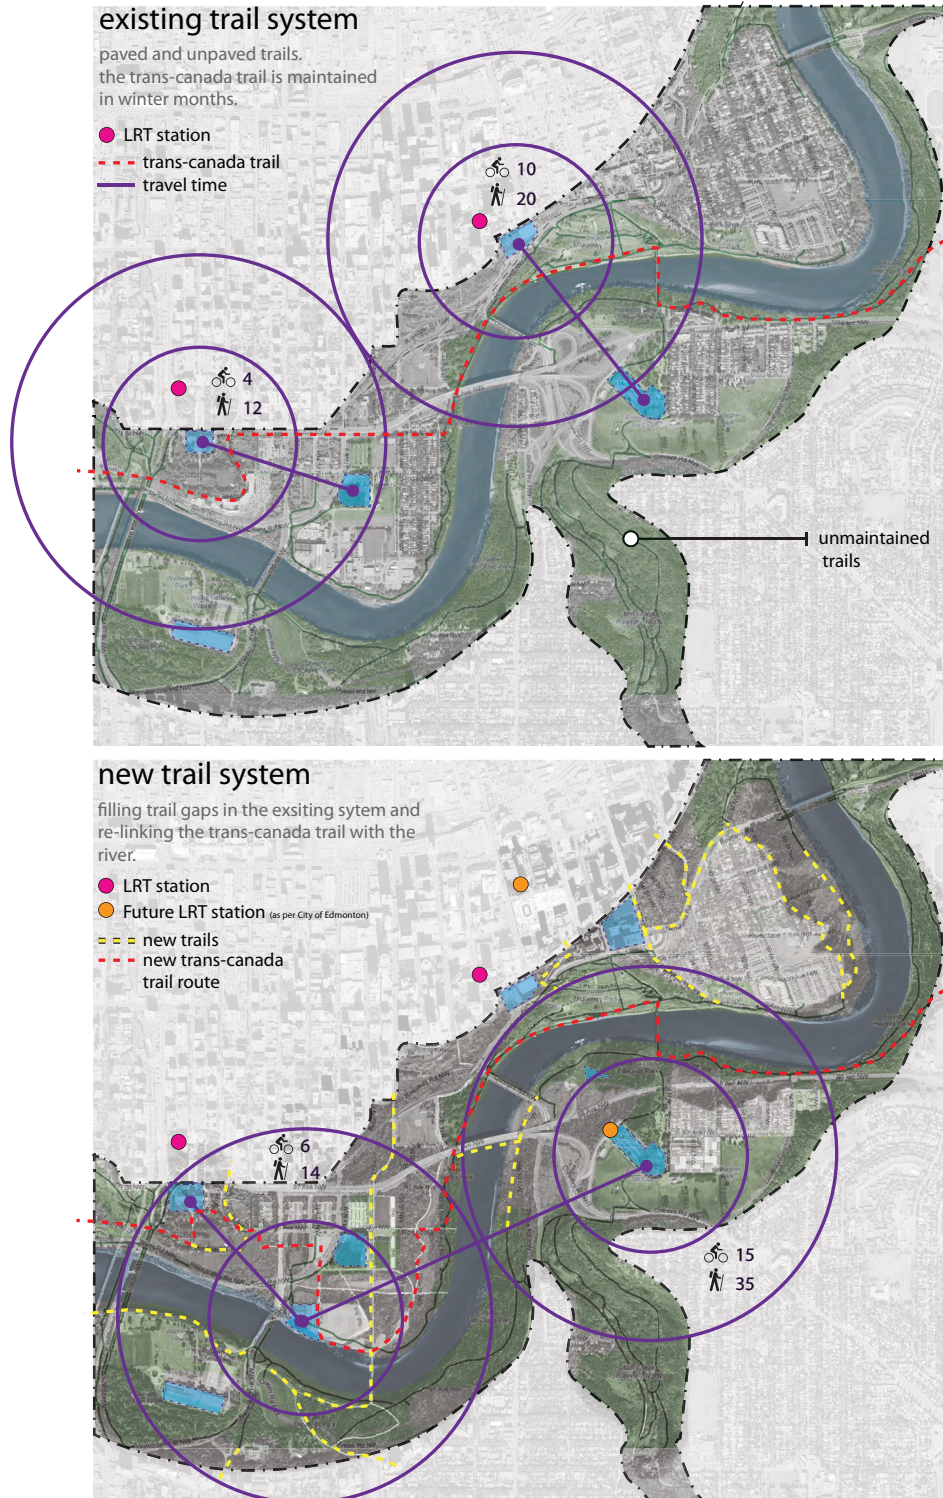 existing trail system
paved and unpaved trails.
the trans-canada trail is maintained
in winter months.
LRT station
trans-canada trail
travel time
10
20
4
12
unmaintained
trails
new trail system
filling trail gaps in the exsiting sytem and
re-linking the trans-canada trail with the
river.
LRT station
Future LRT station (as per City of Edmonton)
new trails
new trans-canada
trail route
6
14
15
35